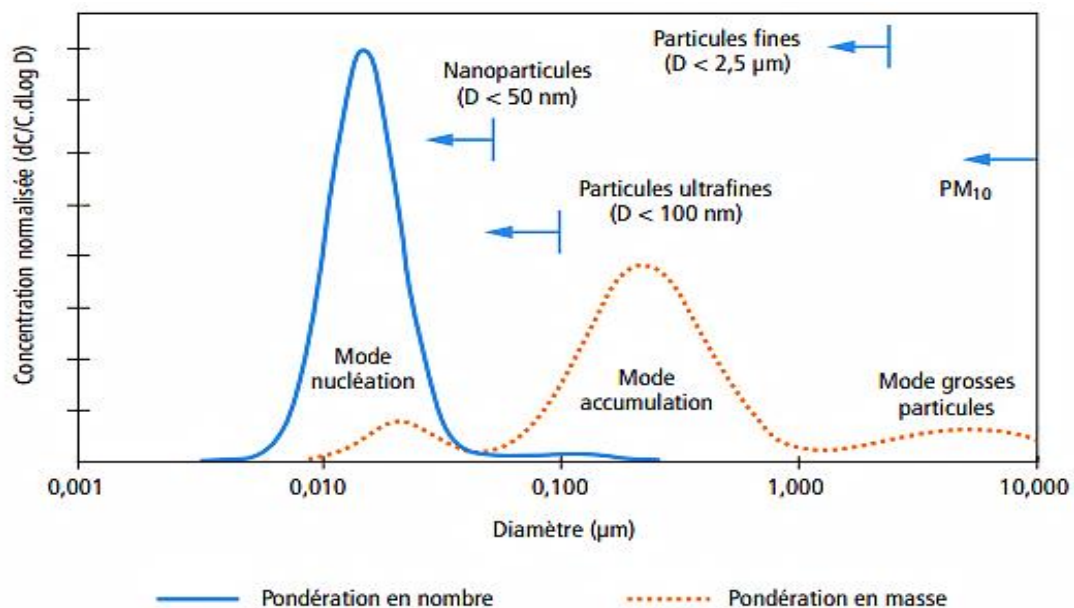 Concentration normalisée (dC/C.dLog D)
Particules fines
(D < 2,5 µm)
Nanoparticules
(D < 50 nm)
PM10
Particules ultrafines
(D < 100 nm)
Mode
nucléation
Mode
accumulation
Mode grosses
particules
0,001
0,010
0,100
1,000
10,000
Diamètre (µm)
Pondération en nombre
Pondération en masse